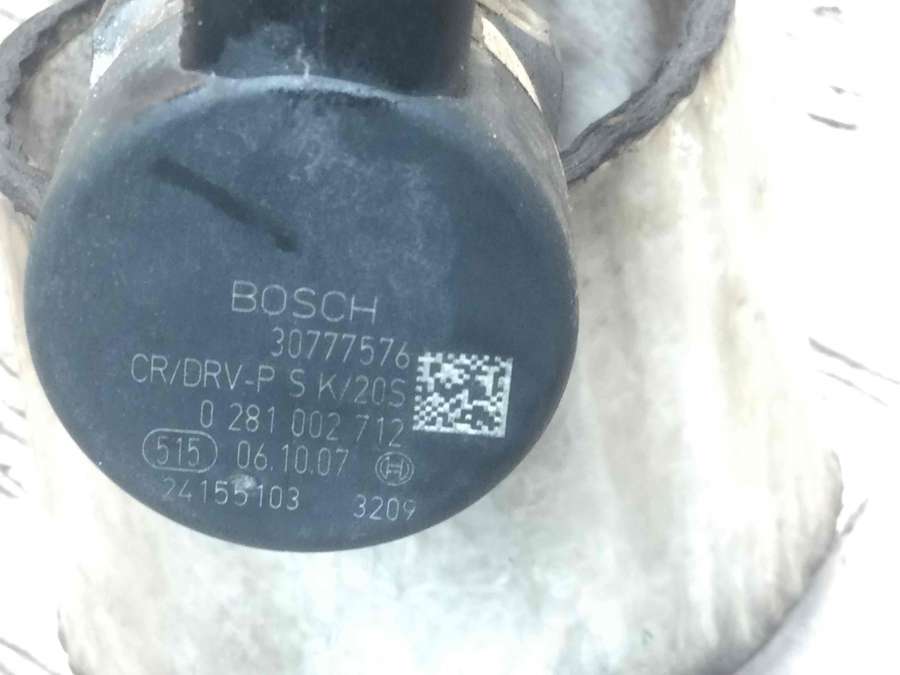 BOSCH
30777576
CR/DRV-P S K/20S
0 281 002 712
515 06.10.07
24155103 3209